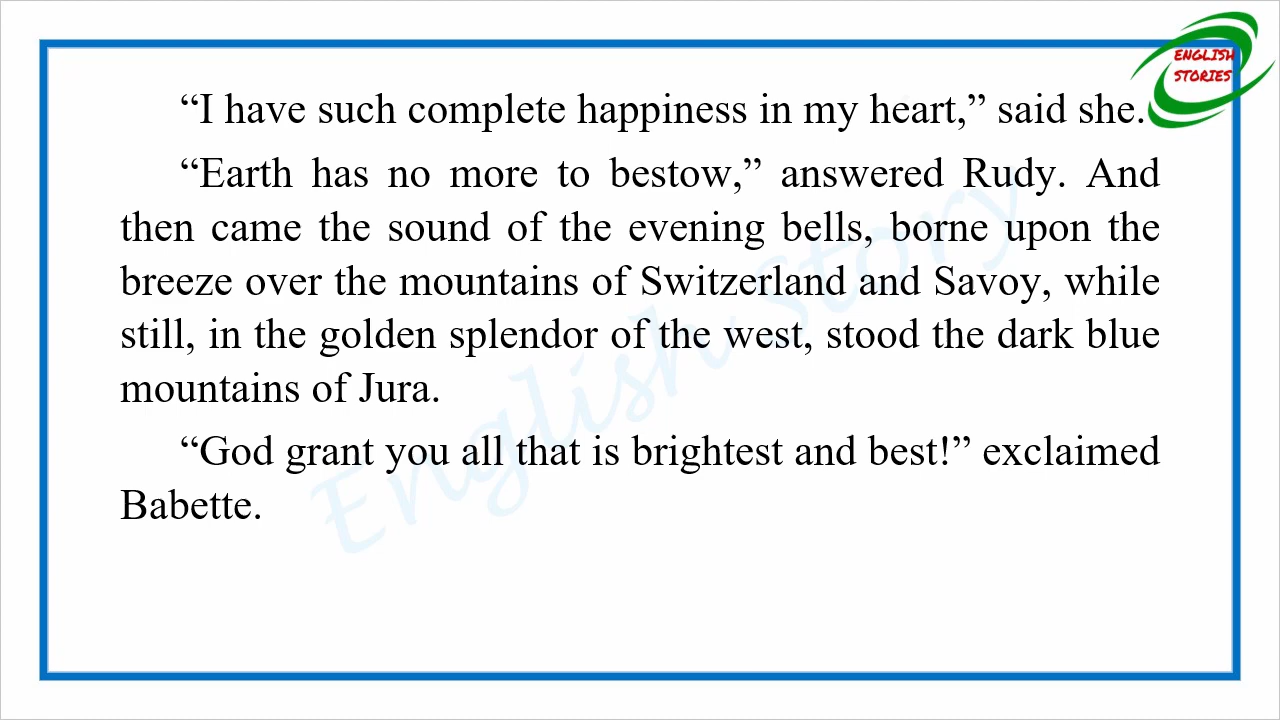 ENGLISH
STORIES
“I have such complete happiness in my heart,” said she.
“Earth has no more to bestow,” answered Rudy. And
then came the sound of the evening bells, borne upon the
breeze over the mountains of Switzerland and Savoy, while
still, in the golden splendor of the west, stood the dark blue
mountains of Jura.
“God grant you all that is brightest and best!” exclaimed
Babette.
English Story